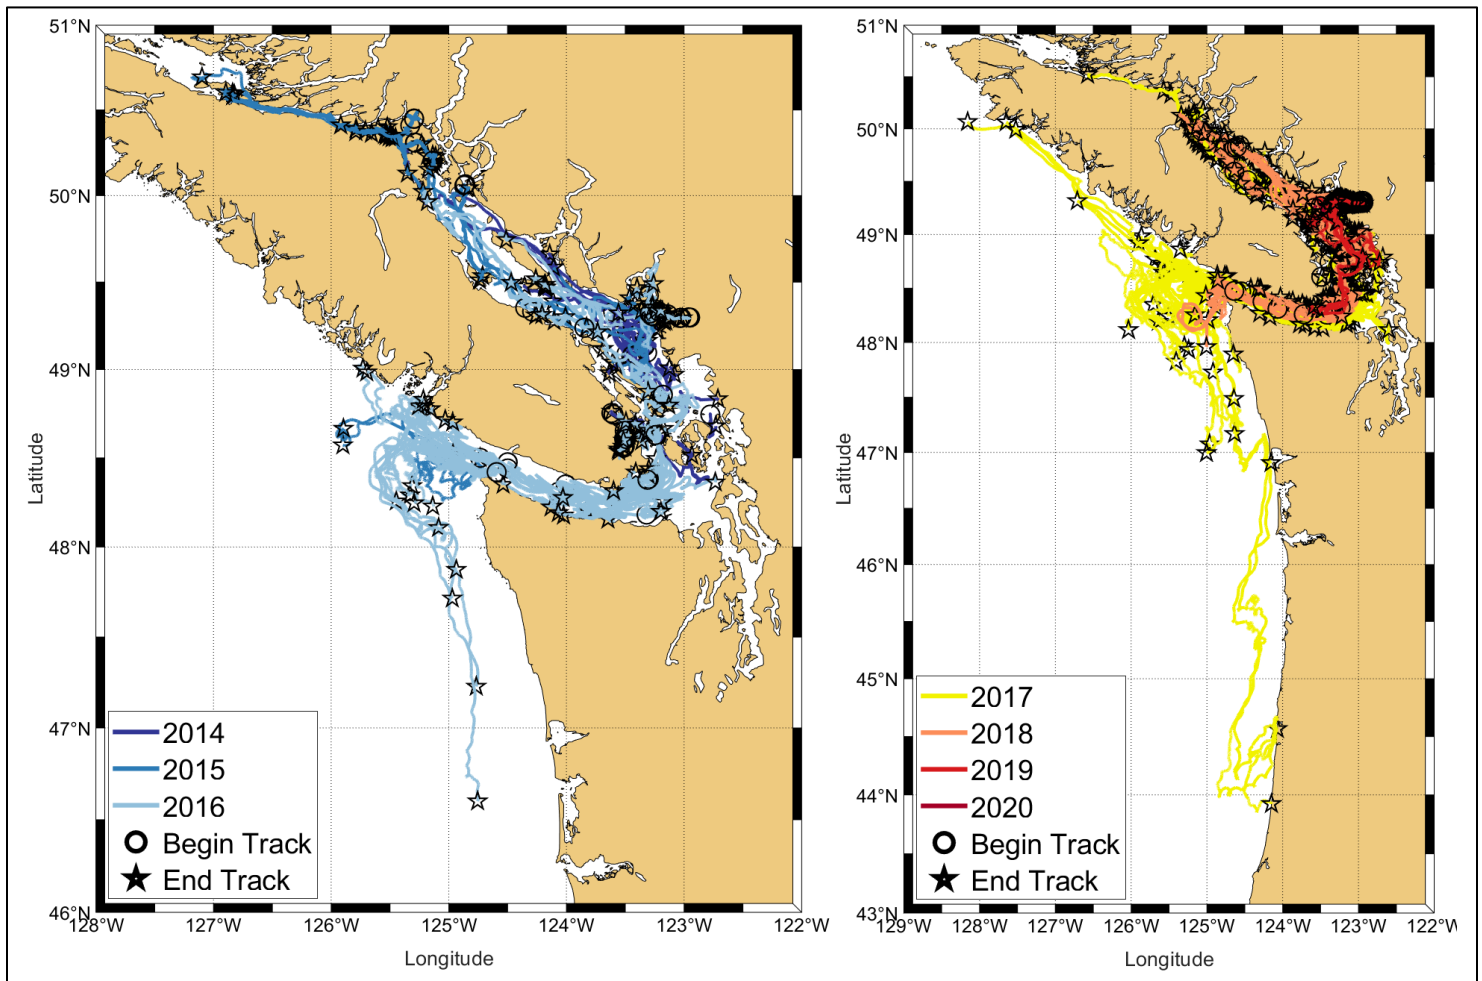 51°N
50°N
49°N
48°N
47°N
46°N
128°W
127°W
126°W
125°W
124°W
123°W
122°W
Latitude
Longitude
2014
2015
2016
Begin Track
End Track
51°N
50°N
49°N
48°N
47°N
46°N
45°N
44°N
43°N
129°W
128°W
127°W
126°W
125°W
124°W
123°W
122°W
Latitude
Longitude
2017
2018
2019
2020
Begin Track
End Track